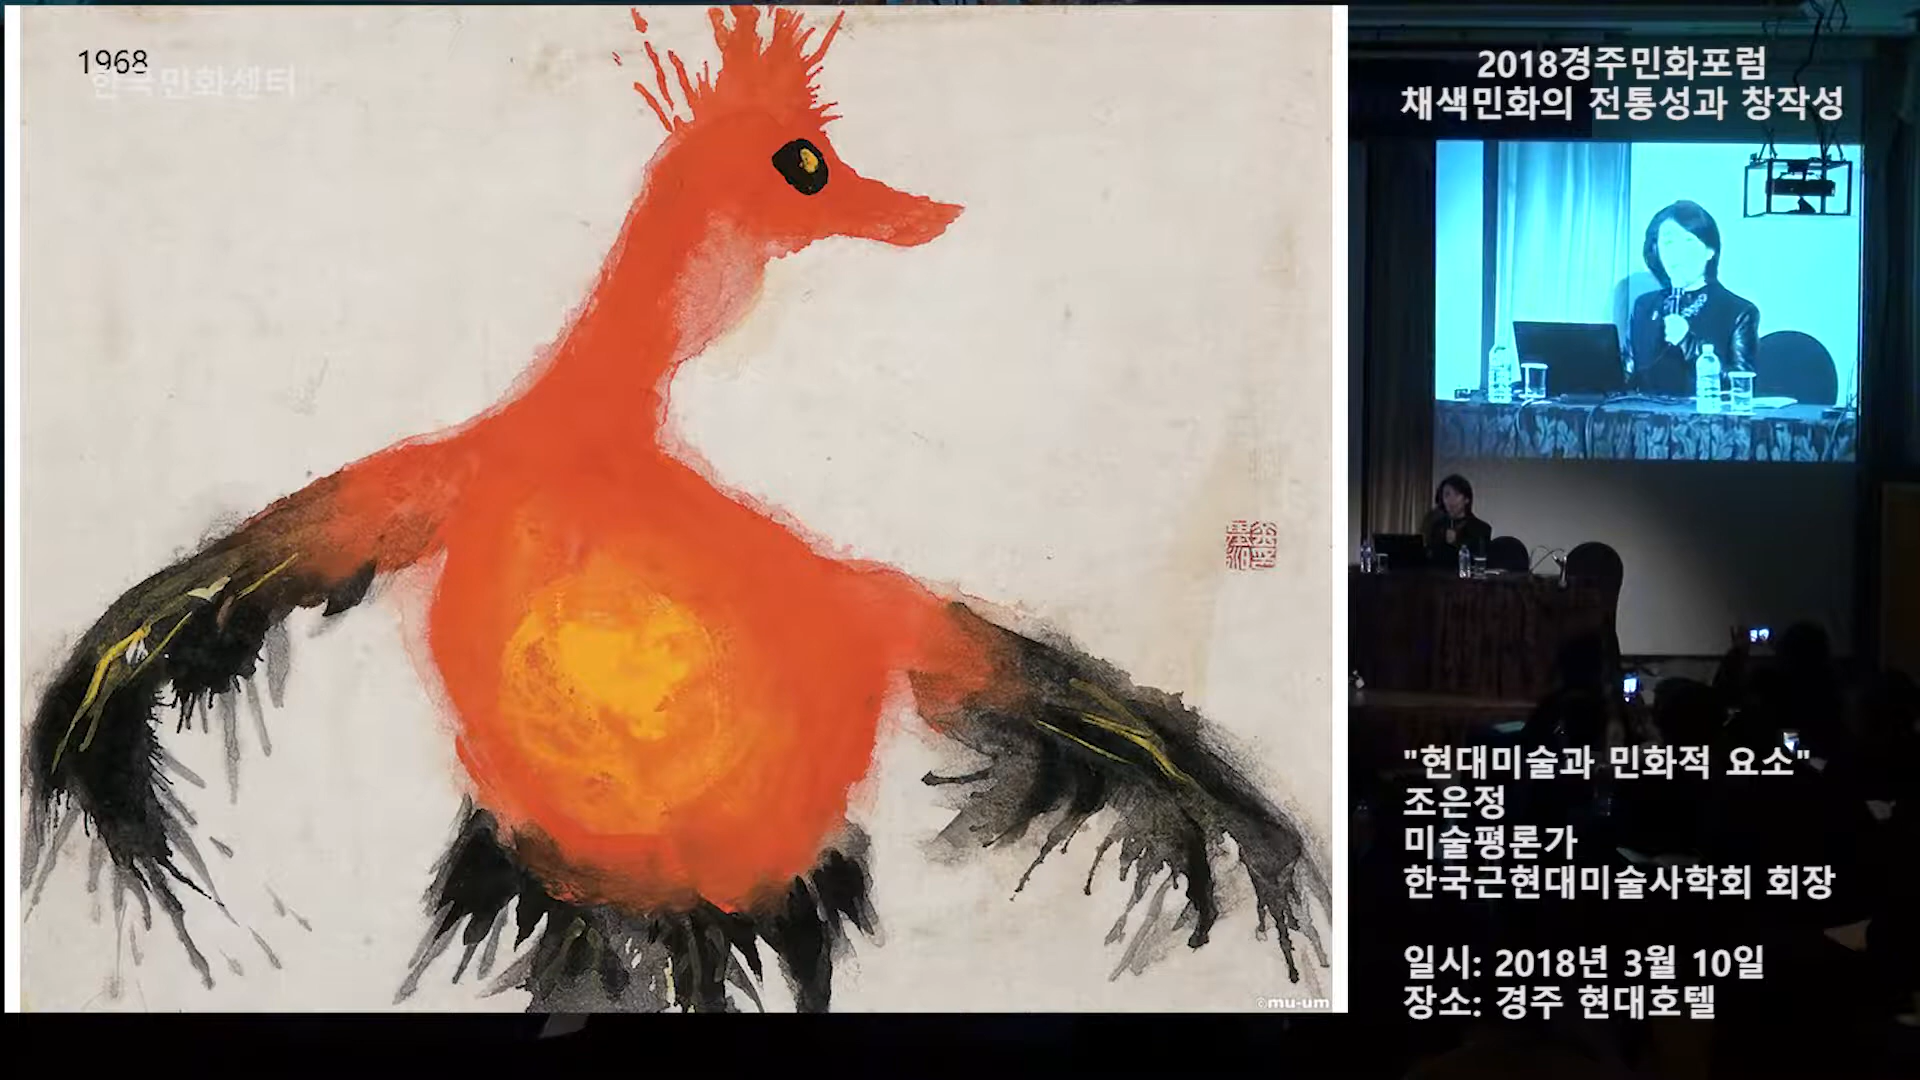 1968
한국민화센터
©mu-um
2018경주민화포럼
채색민화의 전통성과 창작성
"현대미술과 민화적 요소"
조은정
미술평론가
한국근현대미술사학회 회장
일시: 2018년 3월 10일
장소: 경주 현대호텔